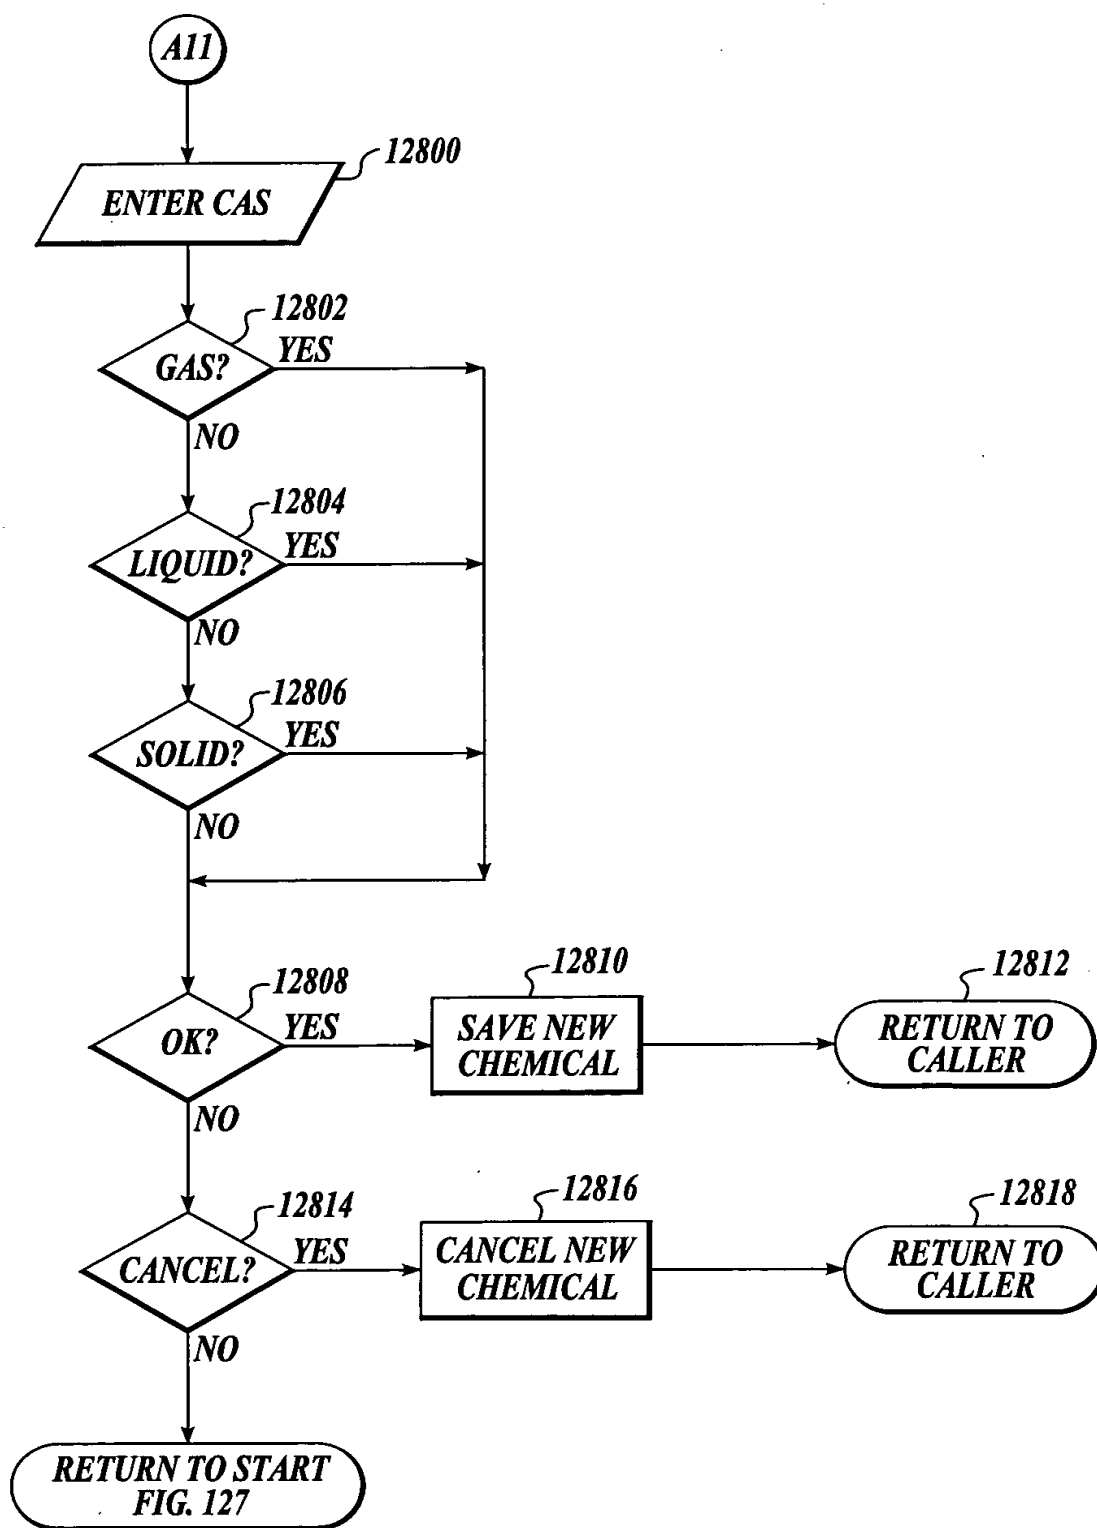 A11
12800
ENTER CAS
12802
GAS?
YES
NO
12804
LIQUID?
YES
NO
12806
SOLID?
YES
NO
12808
OK?
YES
NO
12810
SAVE NEW
CHEMICAL
12812
RETURN TO
CALLER
12814
CANCEL?
YES
NO
12816
CANCEL NEW
CHEMICAL
12818
RETURN TO
CALLER
RETURN TO START
FIG. 127